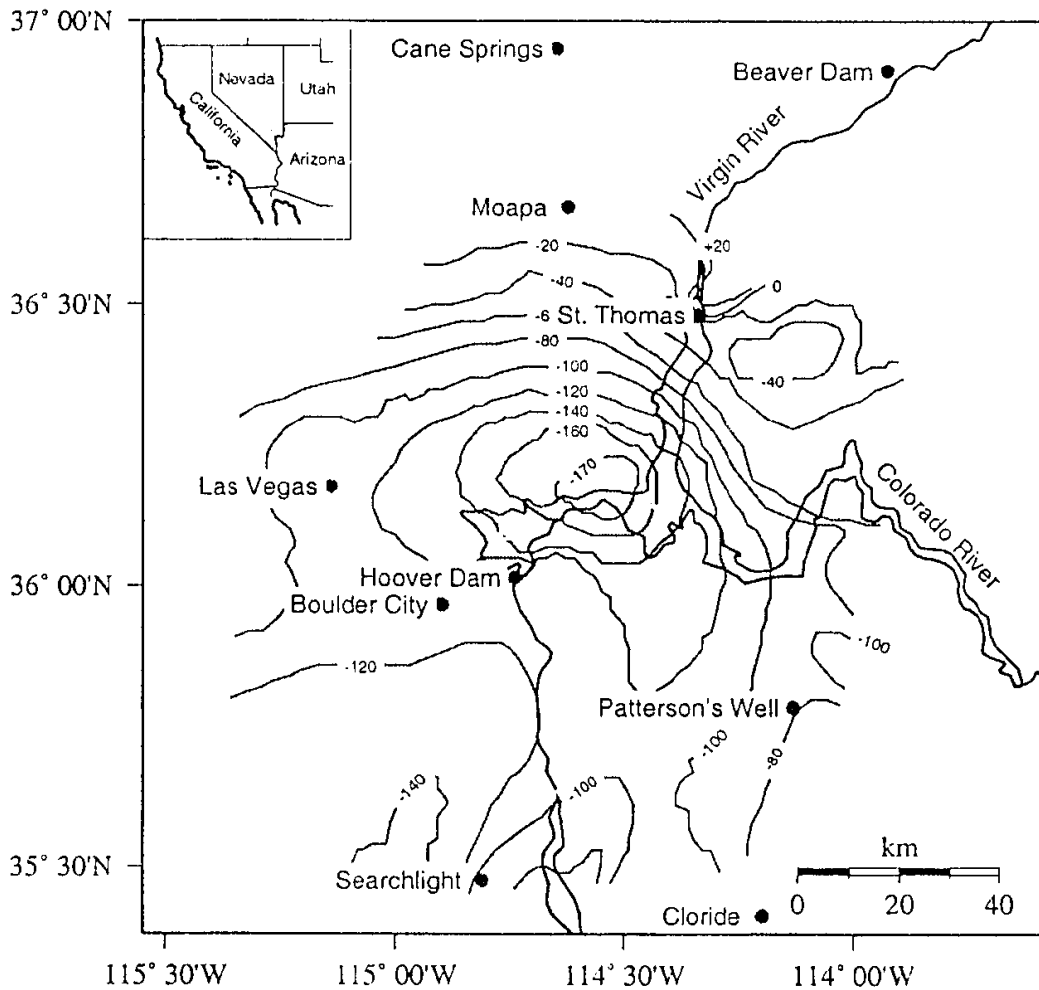 37° 00'N
Cane Springs
Beaver Dam
Nevada
Utah
California
Arizona
Virgin River
Moapa
-20
+20
36° 30'N
-40
0
St. Thomas
-6
-80
-40
-100
-120
-140
-160
-170
Las Vegas
Colorado River
36° 00'N
Hoover Dam
Boulder City
-120
-100
Patterson's Well
-100
-80
-140
-100
35° 30'N
Searchlight
km
Cloride
0 20 40
115° 30'W 115° 00'W 114° 30'W 114° 00'W